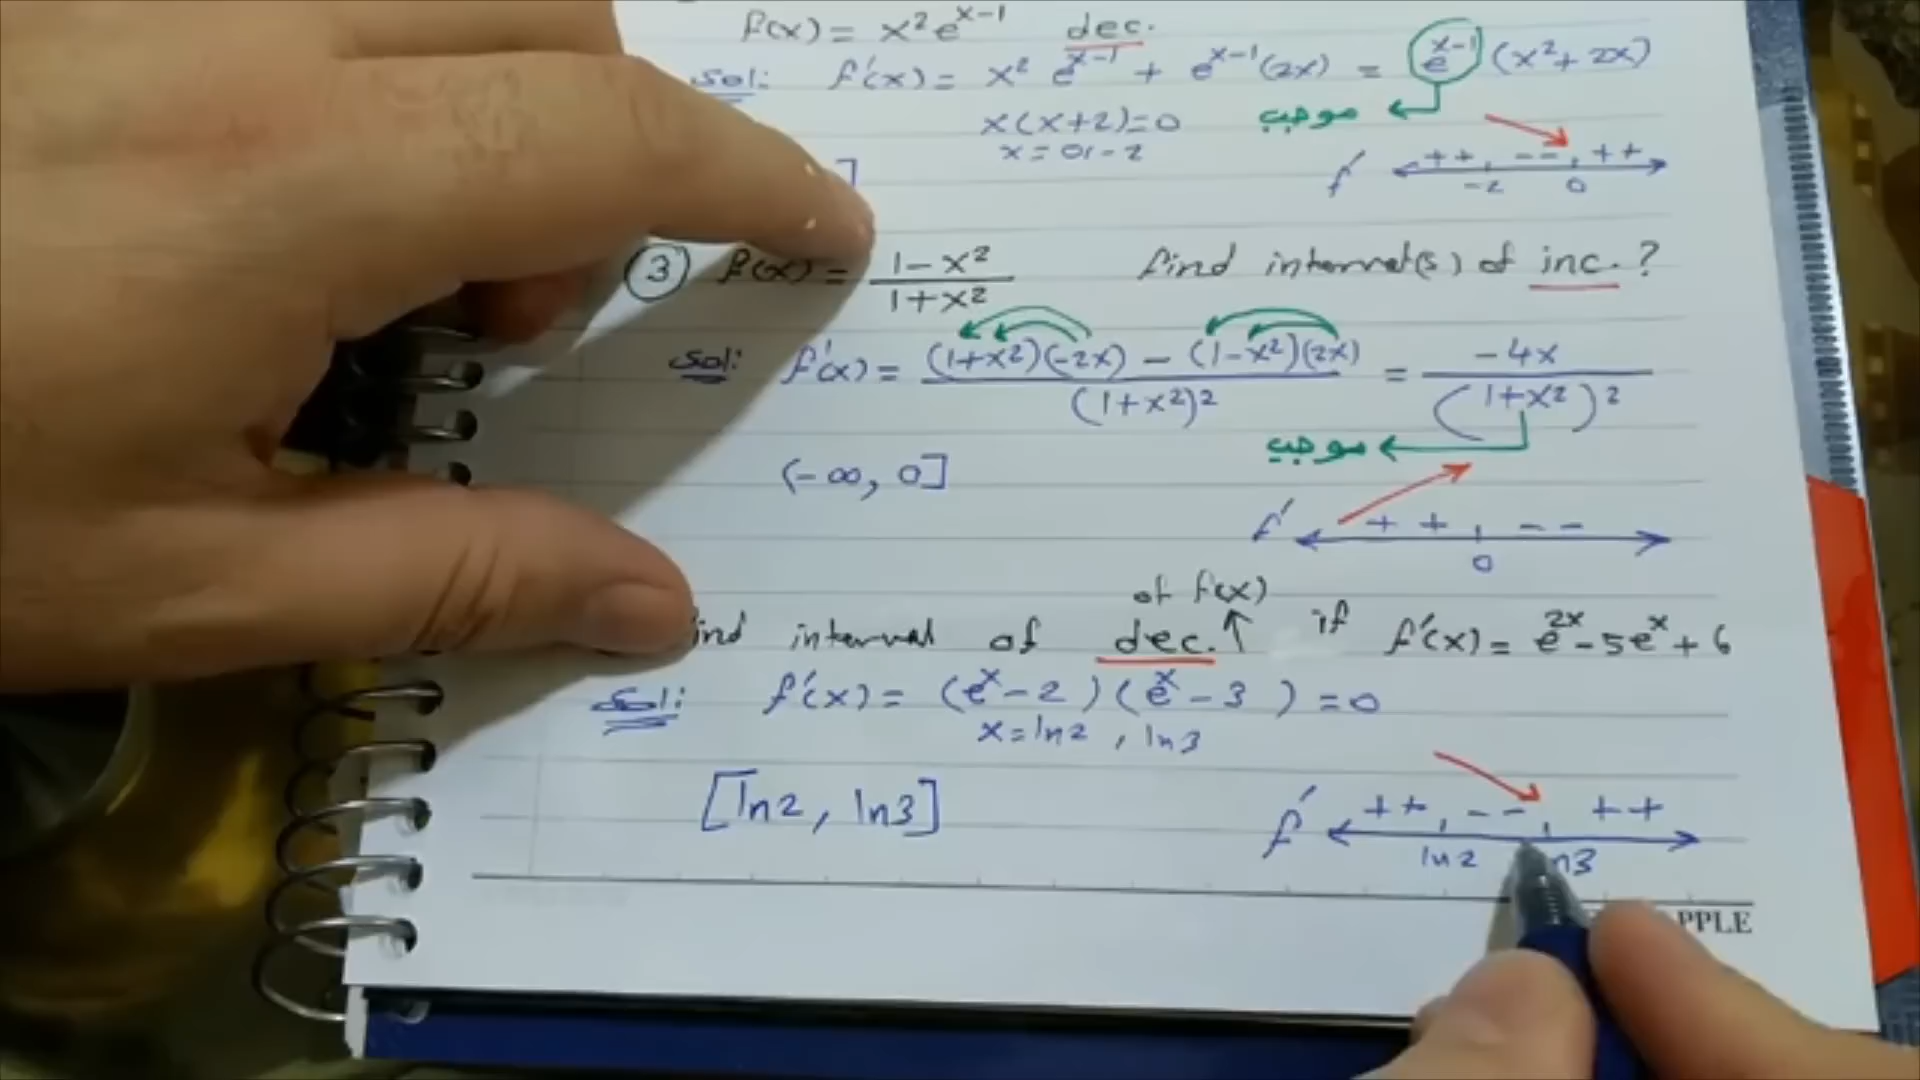 f(x) = x² e^(x-1) dec.
Sol: f'(x) = x² e^(x-1) + e^(x-1) (2x) = e^(x-1) (x² + 2x)
x(x+2)=0 موجب
x = 0, -2
f' ++ -- ++
-2 0
]
3 f(x) = (1-x²)/(1+x²) find interval(s) of inc. ?
Sol: f'(x) = ((1+x²)(-2x) - (1-x²)(2x))/(1+x²)² = -4x/(1+x²)²
موجب
(-∞, 0]
f' + + - -
0
of f(x)
interval of dec. ↑ if f'(x) = e^(2x) - 5e^x + 6
Sol: f'(x) = (e^x - 2)(e^x - 3) = 0
x = ln2 , ln3
[ln2, ln3]
f' ++ -- ++
ln2 n3
PPLE